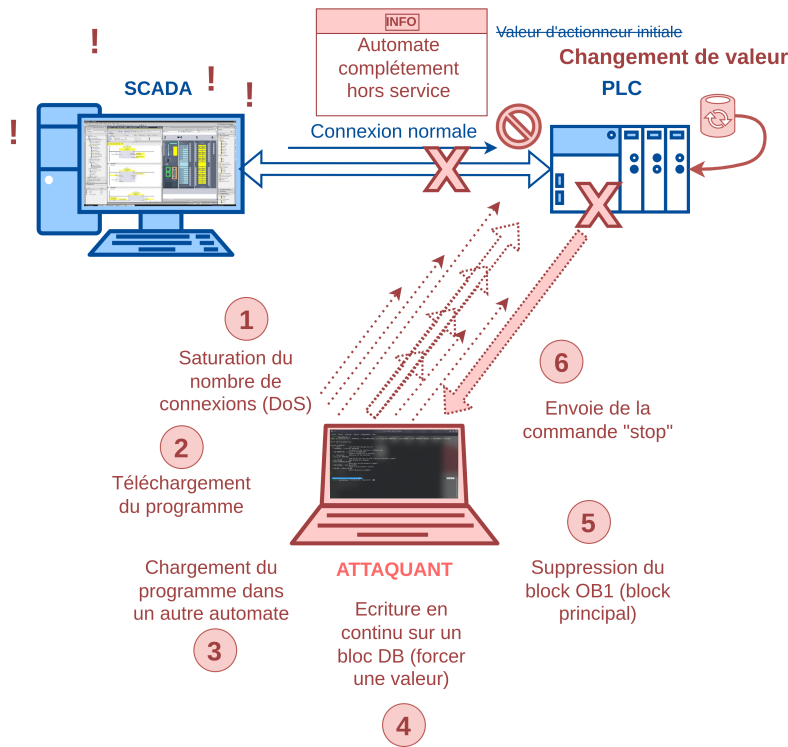 INFO
Automate
complétement
hors service
Valeur d'actionneur initiale
Changement de valeur
!
!
!
!
SCADA
PLC
Connexion normale
X
X
1
Saturation du
nombre de
connexions (DoS)
2
Téléchargement
du programme
Chargement du
programme dans
un autre automate
3
ATTAQUANT
Ecriture en
continu sur un
bloc DB (forcer
une valeur)
4
6
Envoie de la
commande "stop"
5
Suppression du
block OB1 (block
principal)